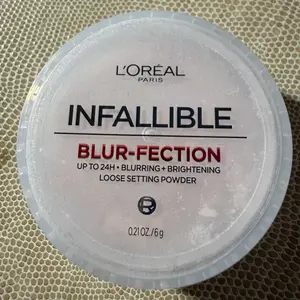 L'ORÉAL
PARIS
INFALLIBLE
BLUR-FECTION
UP TO 24H • BLURRING + BRIGHTENING
LOOSE SETTING POWDER
0.21 OZ./6g